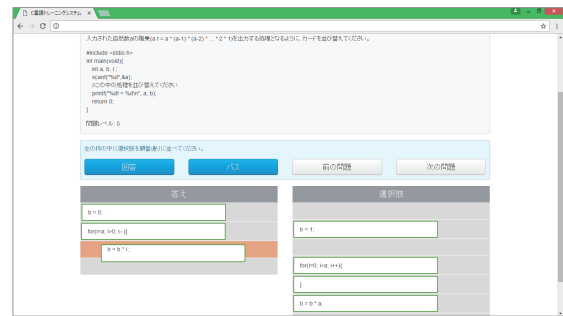 C言語トレーニングシステム
入力された自然数aの階乗(a ! = a * (a-1) * (a-2) * ... * 2 * 1)を出力する処理となるように, カードを並び替えてください。
#include <stdio.h>
int main(void){
int a, b, i ;
scanf("%d",&a);
//この中の処理を並び替えてください
printf("%d! = %d\n", a, b);
return 0;
}
問題レベル: 5
左の枠の中に選択肢を順番通りに並べてください。
回答 パス 前の問題 次の問題
答え 選択肢
b = 0;
for(i=a; i>0; i--){
b = b * i ;
b = 1;
for(i=0; i<a; i++){
}
b = b * a;